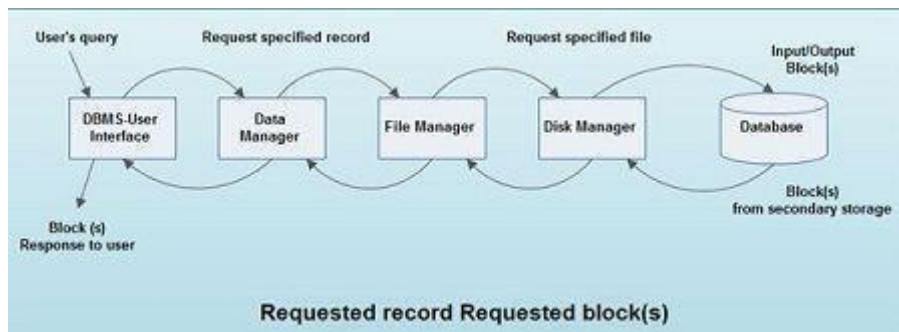 User's query
Request specified record
Request specified file
Input/Output
Block(s)
DBMS-User
Interface
Data
Manager
File Manager
Disk Manager
Database
Block (s)
Response to user
Block(s)
from secondary storage
Requested record Requested block(s)